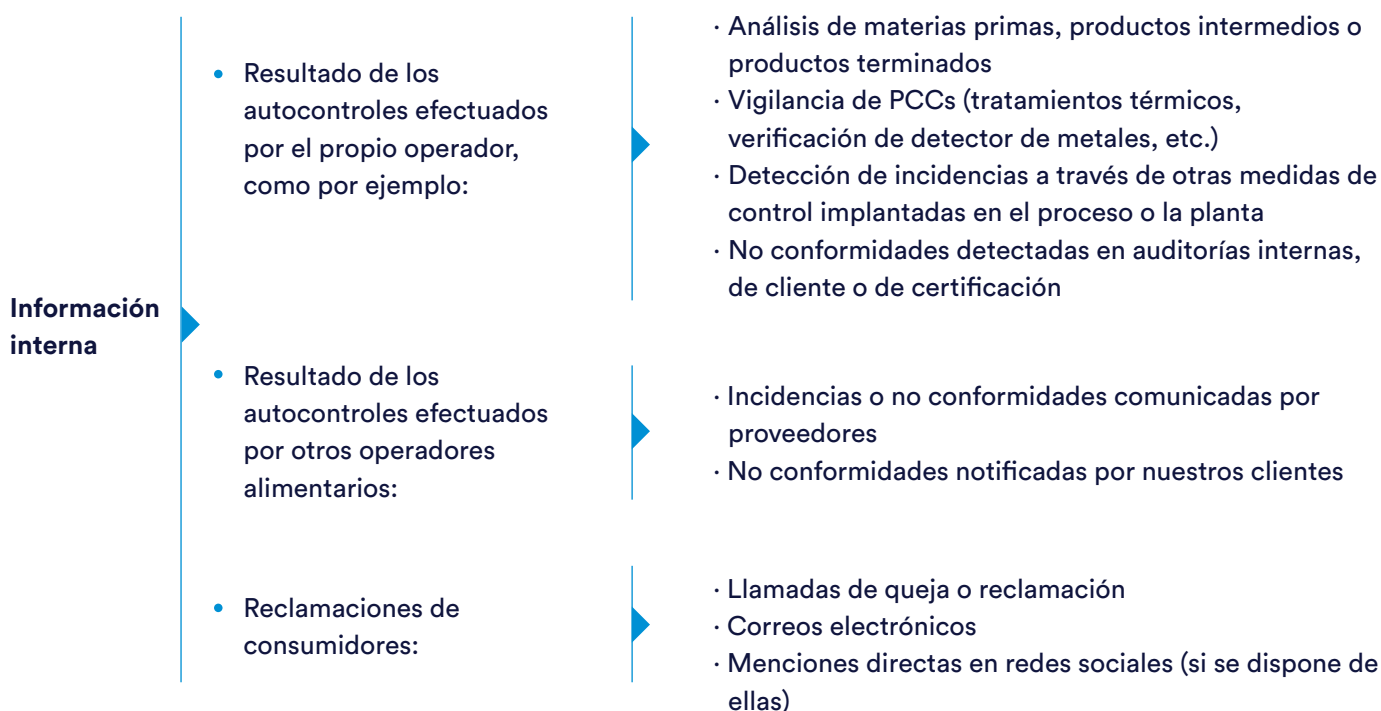 Información
interna
• Resultado de los
autocontroles efectuados
por el propio operador,
como por ejemplo:
· Análisis de materias primas, productos intermedios o
productos terminados
· Vigilancia de PCCs (tratamientos térmicos,
verificación de detector de metales, etc.)
· Detección de incidencias a través de otras medidas de
control implantadas en el proceso o la planta
· No conformidades detectadas en auditorías internas,
de cliente o de certificación
• Resultado de los
autocontroles efectuados
por otros operadores
alimentarios:
· Incidencias o no conformidades comunicadas por
proveedores
· No conformidades notificadas por nuestros clientes
• Reclamaciones de
consumidores:
· Llamadas de queja o reclamación
· Correos electrónicos
· Menciones directas en redes sociales (si se dispone de
ellas)